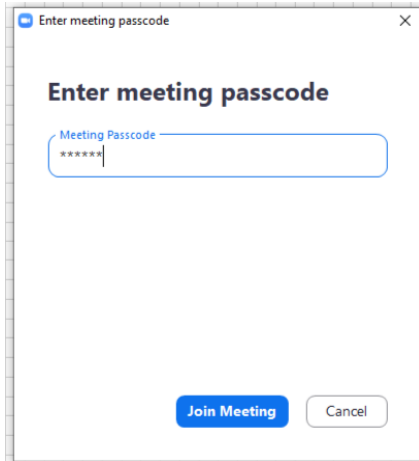 Enter meeting passcode
Enter meeting passcode
Meeting Passcode
******
Join Meeting
Cancel